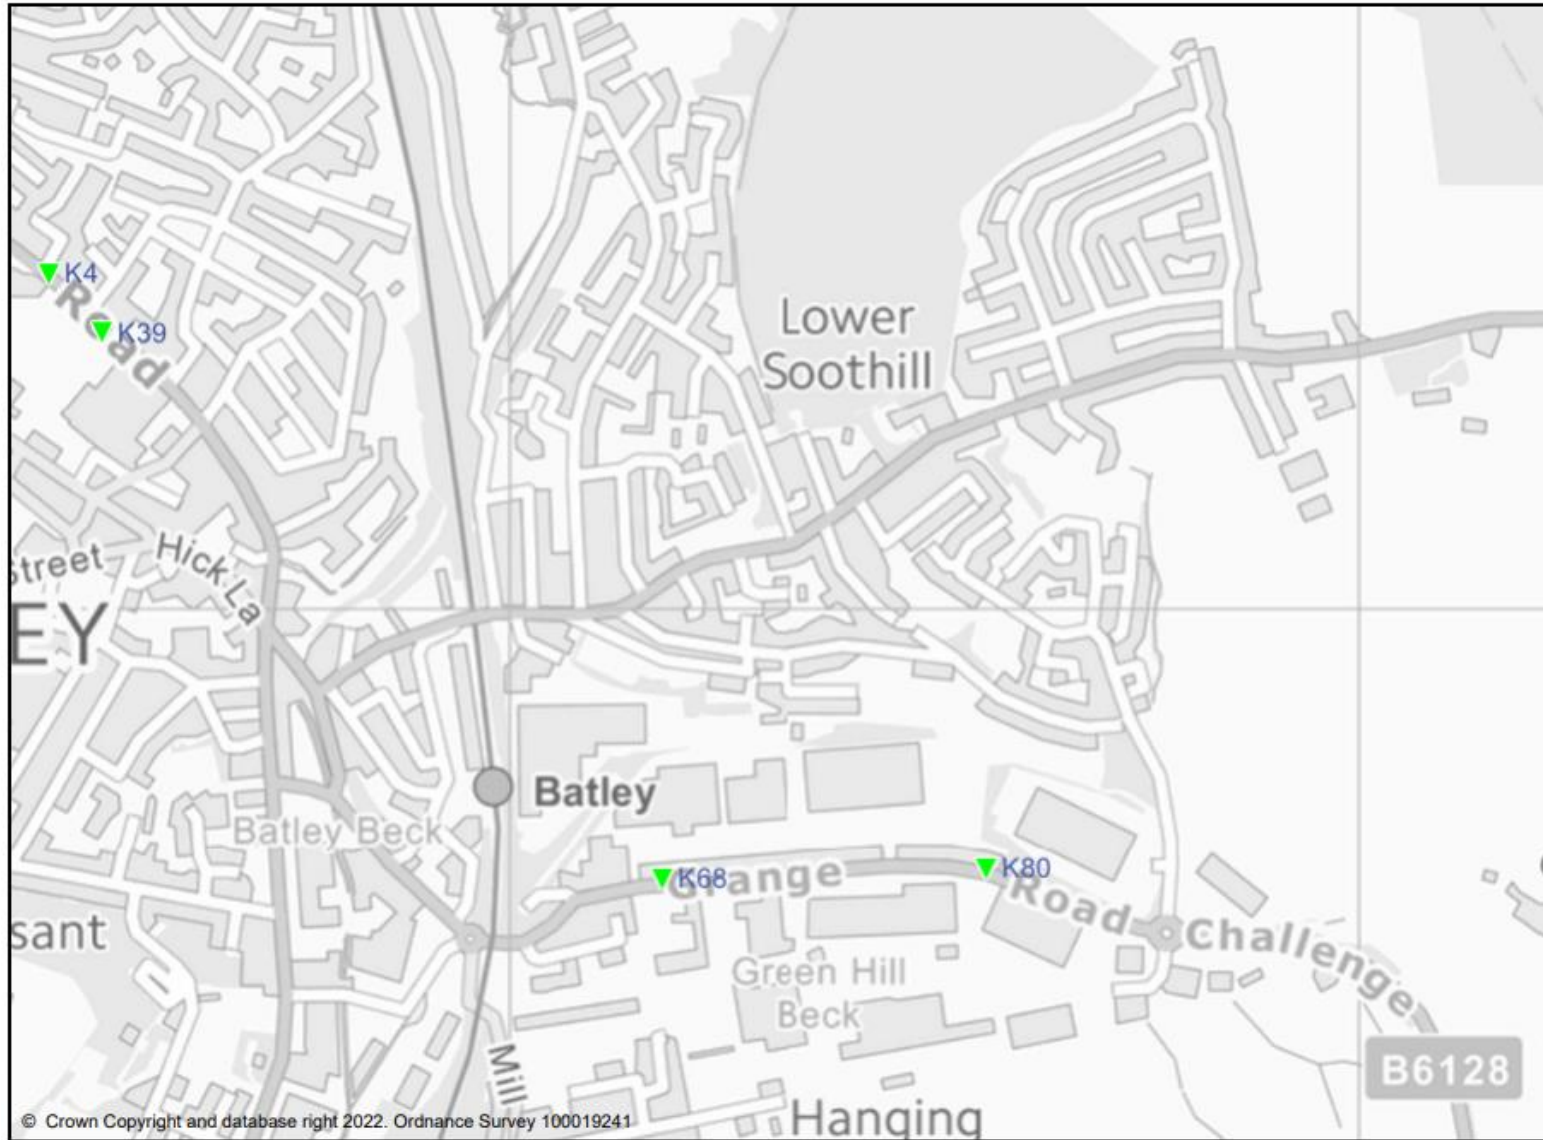 K4
Road
K39
Lower
Soothill
Street
Hick La
EY
Batley
Batley Beck
K68
Grange
K80
Road
Challenge
sant
Green Hill
Beck
Mill
B6128
Hanging
© Crown Copyright and database right 2022. Ordnance Survey 100019241